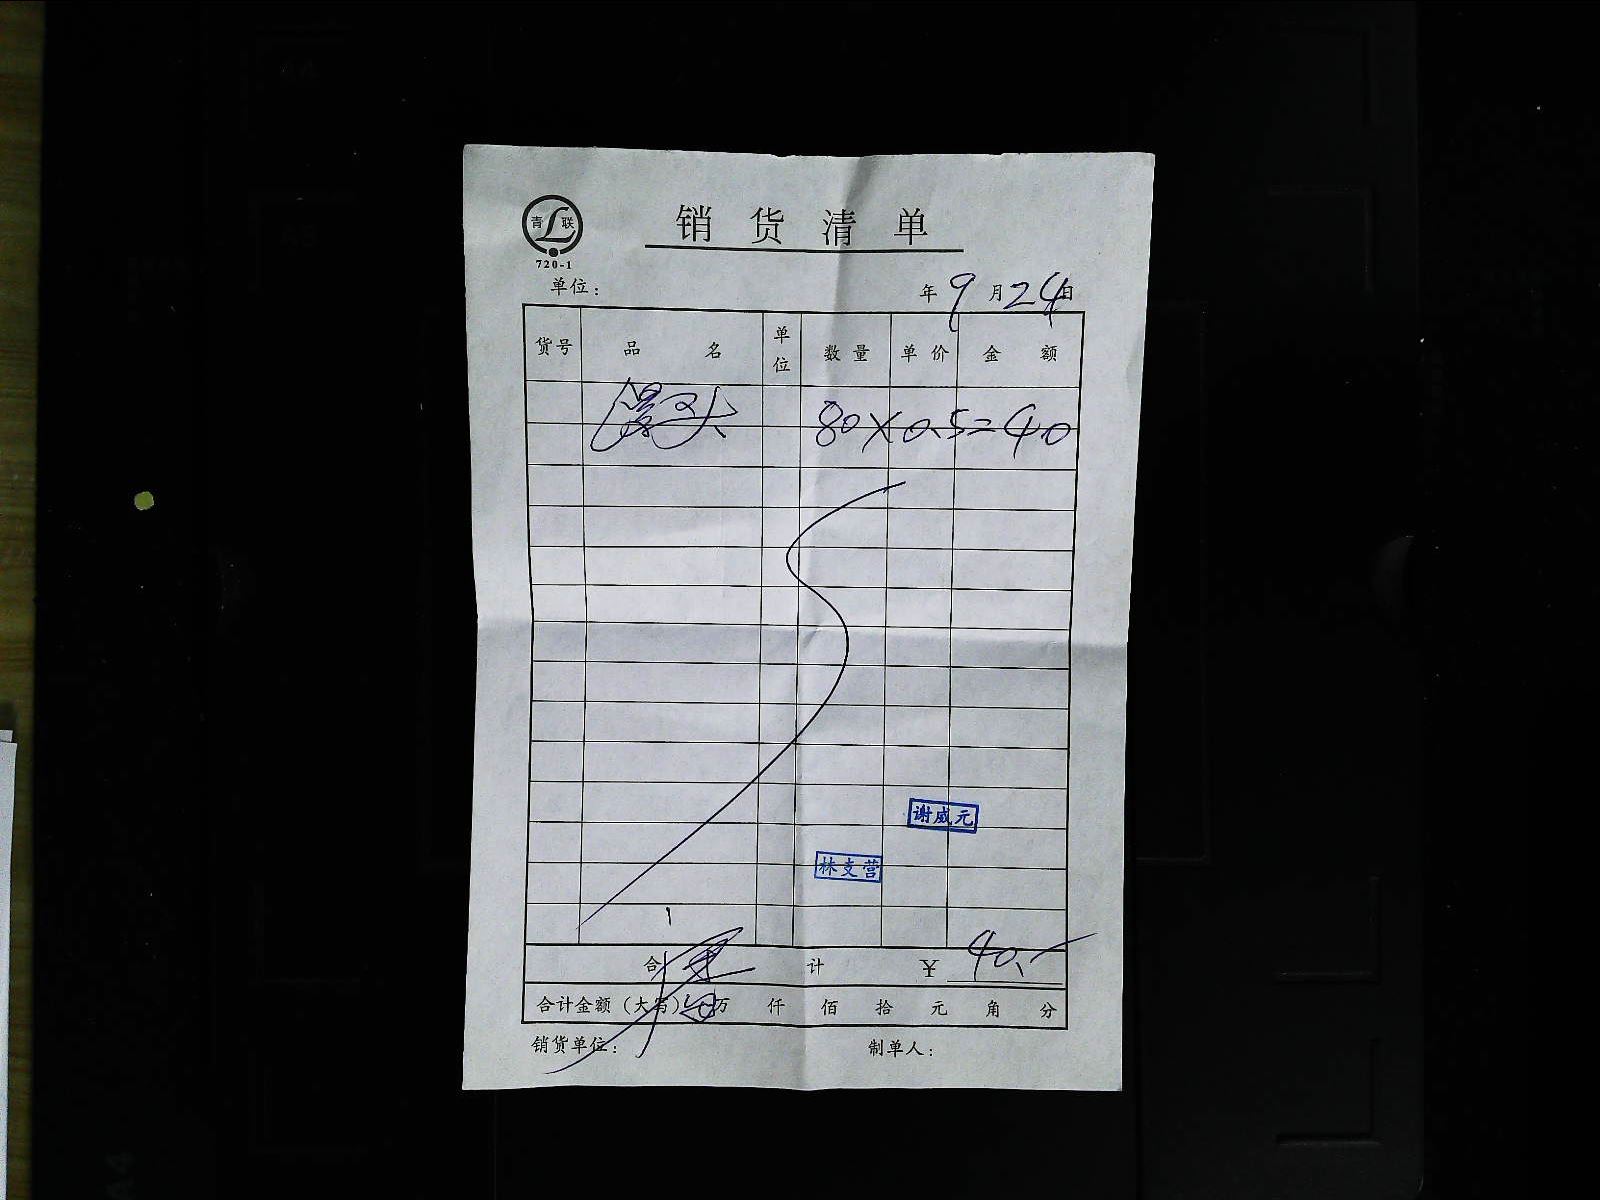 青 L 联
720-1
销货清单
单位：
年 9 月 24 日
货号 品名 单位 数量 单价 金额
馒头 80×0.5=40
谢威元
林支营
合计 ¥ 40.-
合计金额（大写） 万 仟 佰 拾 元 角 分
销货单位： 制单人：